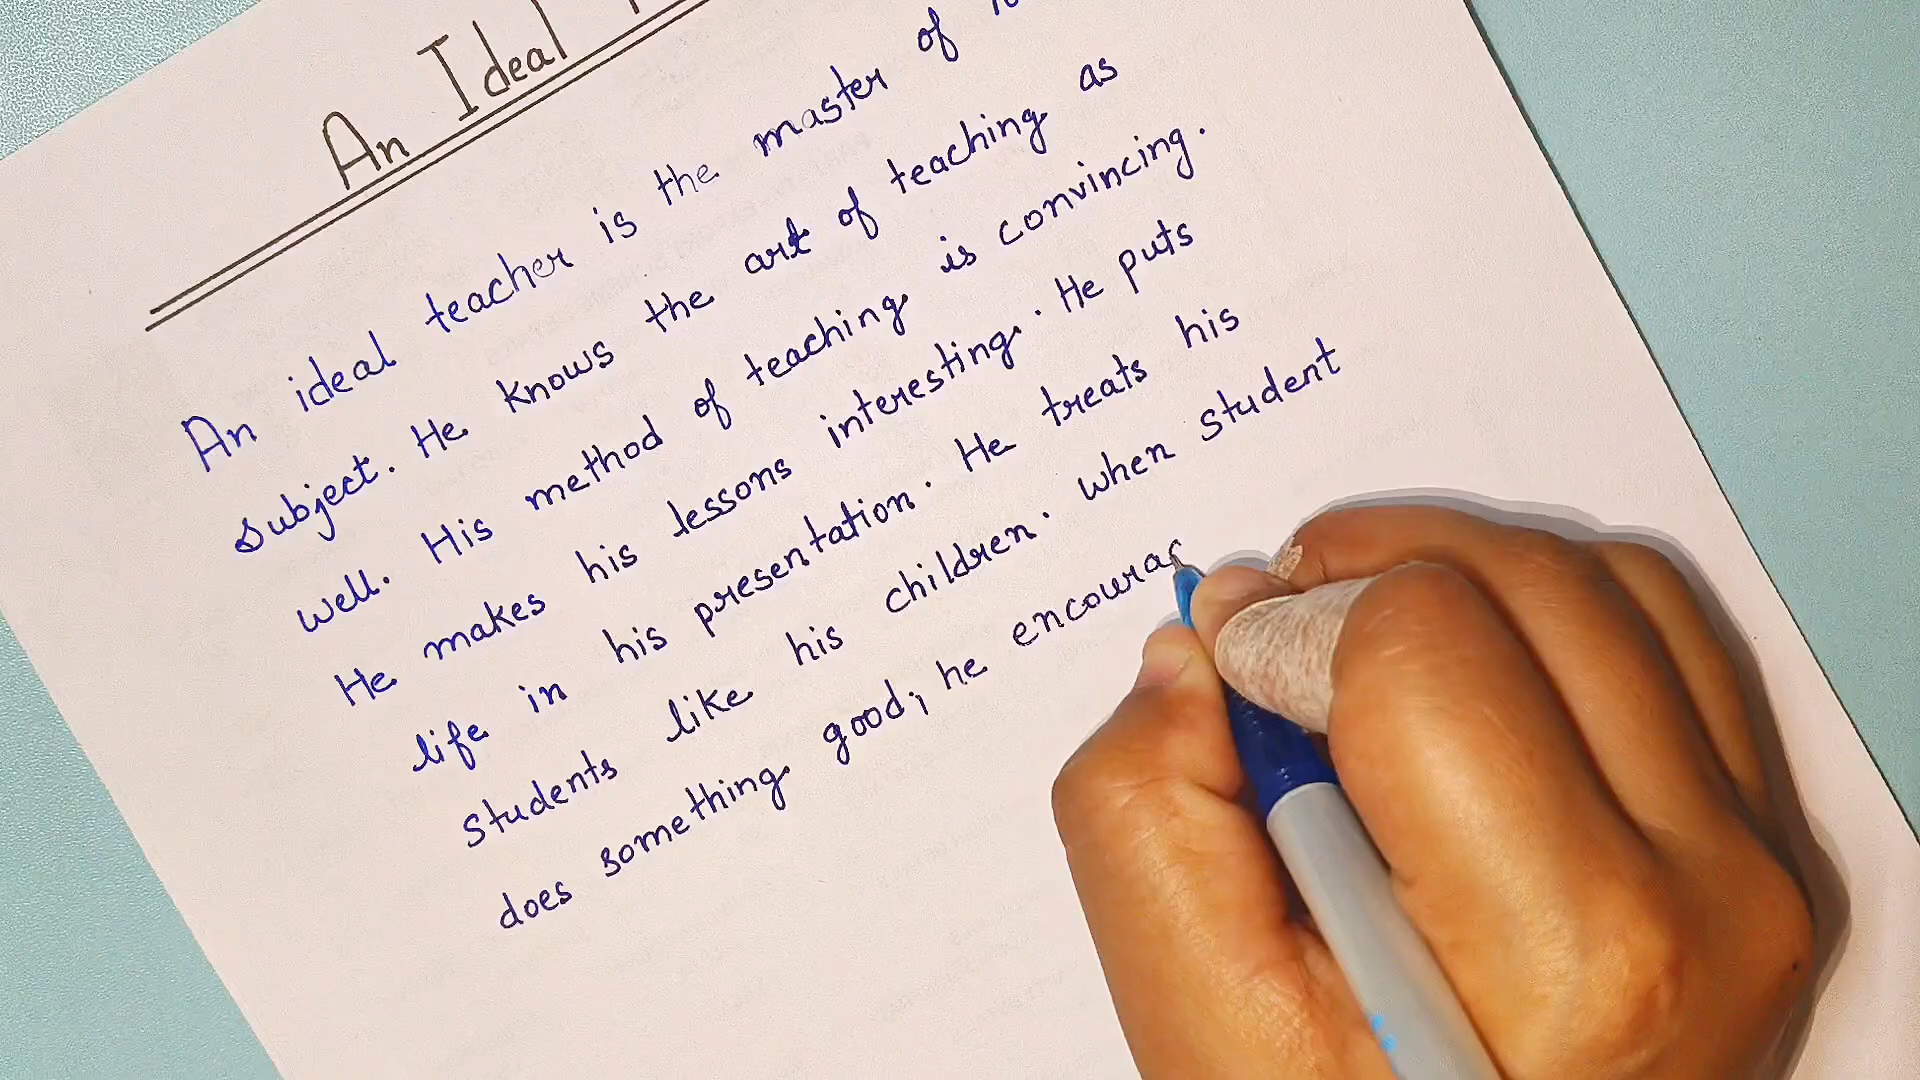 An Ideal
An ideal teacher is the master of
subject. He knows the art of teaching as
well. His method of teaching is convincing.
He makes his lessons interesting. He puts
life in his presentation. He treats his
students like his children. when student
does something good, he encourag